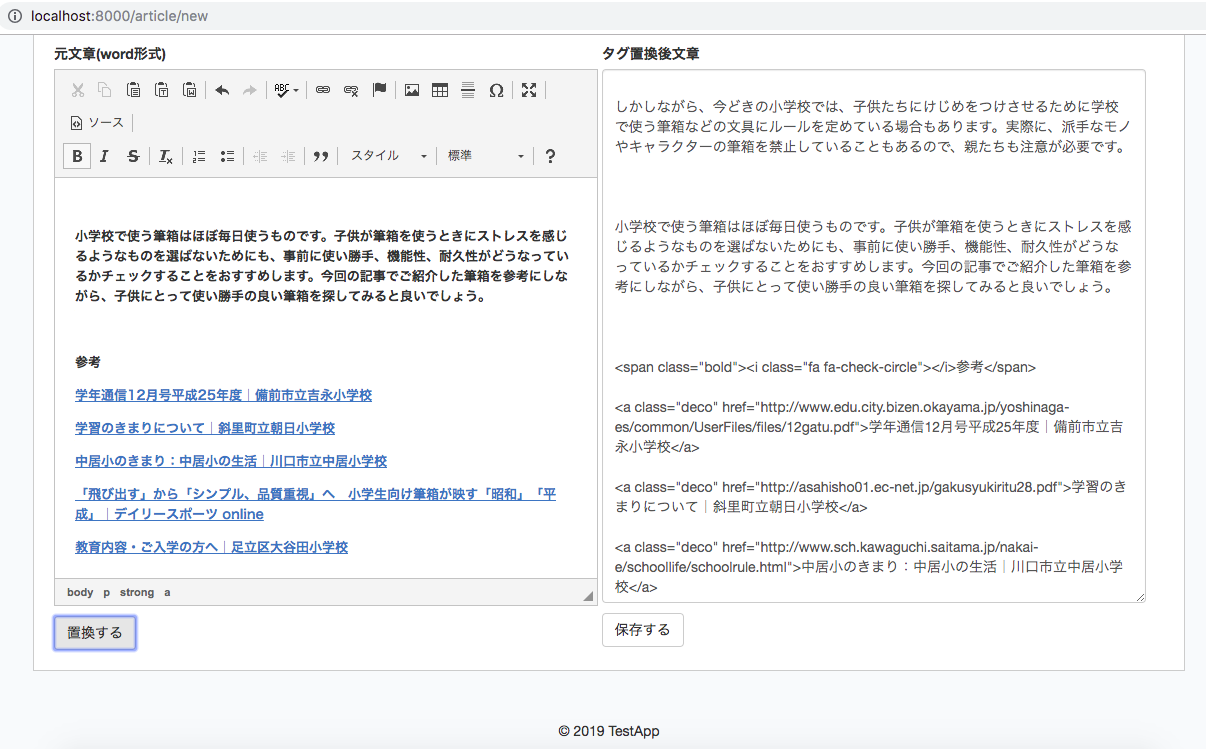 localhost:8000/article/new
元文章(word形式)
タグ置換後文章
ABC
ソース
B I S Ix
スタイル
標準
?
小学校で使う筆箱はほぼ毎日使うものです。子供が筆箱を使うときにストレスを感じ
るようなものを選ばないためにも、事前に使い勝手、機能性、耐久性がどうなってい
るかチェックすることをおすすめします。今回の記事でご紹介した筆箱を参考にしな
がら、子供にとって使い勝手の良い筆箱を探してみると良いでしょう。
参考
学年通信12月号平成25年度｜備前市立吉永小学校
学習のきまりについて｜斜里町立朝日小学校
中居小のきまり：中居小の生活｜川口市立中居小学校
「飛び出す」から「シンプル、品質重視」へ　小学生向け筆箱が映す「昭和」「平
成」｜デイリースポーツ online
教育内容・ご入学の方へ｜足立区大谷田小学校
body p strong a
置換する
しかしながら、今どきの小学校では、子供たちにけじめをつけさせるために学校
で使う筆箱などの文具にルールを定めている場合もあります。実際に、派手なモノ
やキャラクターの筆箱を禁止していることもあるので、親たちも注意が必要です。
小学校で使う筆箱はほぼ毎日使うものです。子供が筆箱を使うときにストレスを感
じるようなものを選ばないためにも、事前に使い勝手、機能性、耐久性がどうな
っているかチェックすることをおすすめします。今回の記事でご紹介した筆箱を参
考にしながら、子供にとって使い勝手の良い筆箱を探してみると良いでしょう。
<span class="bold"><i class="fa fa-check-circle"></i>参考</span>
<a class="deco" href="http://www.edu.city.bizen.okayama.jp/yoshinaga-
es/common/UserFiles/files/12gatu.pdf">学年通信12月号平成25年度｜備前市立吉
永小学校</a>
<a class="deco" href="http://asahisho01.ec-net.jp/gakusyukiritu28.pdf">学習のき
まりについて｜斜里町立朝日小学校</a>
<a class="deco" href="http://www.sch.kawaguchi.saitama.jp/nakai-
e/schoollife/schoolrule.html">中居小のきまり：中居小の生活｜川口市立中居小学
校</a>
保存する
© 2019 TestApp